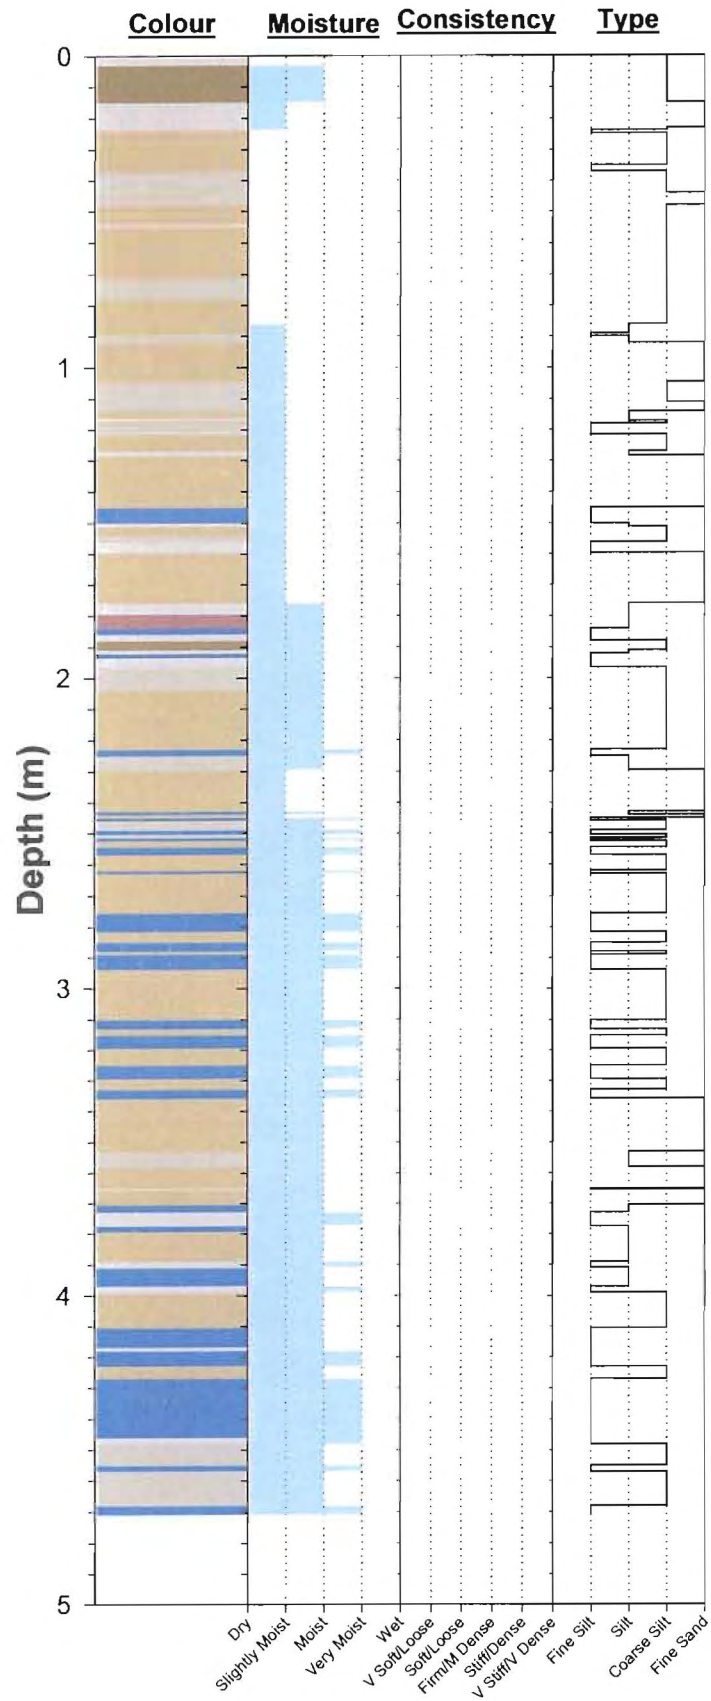 Colour Moisture Consistency Type
0
1
2
3
4
5
Depth (m)
Dry
Slightly Moist
Moist
Very Moist
Wet
V Soft/Loose
Soft/Loose
Firm/M Dense
Stiff/Dense
V Stiff/V Dense
Fine Silt
Silt
Coarse Silt
Fine Sand